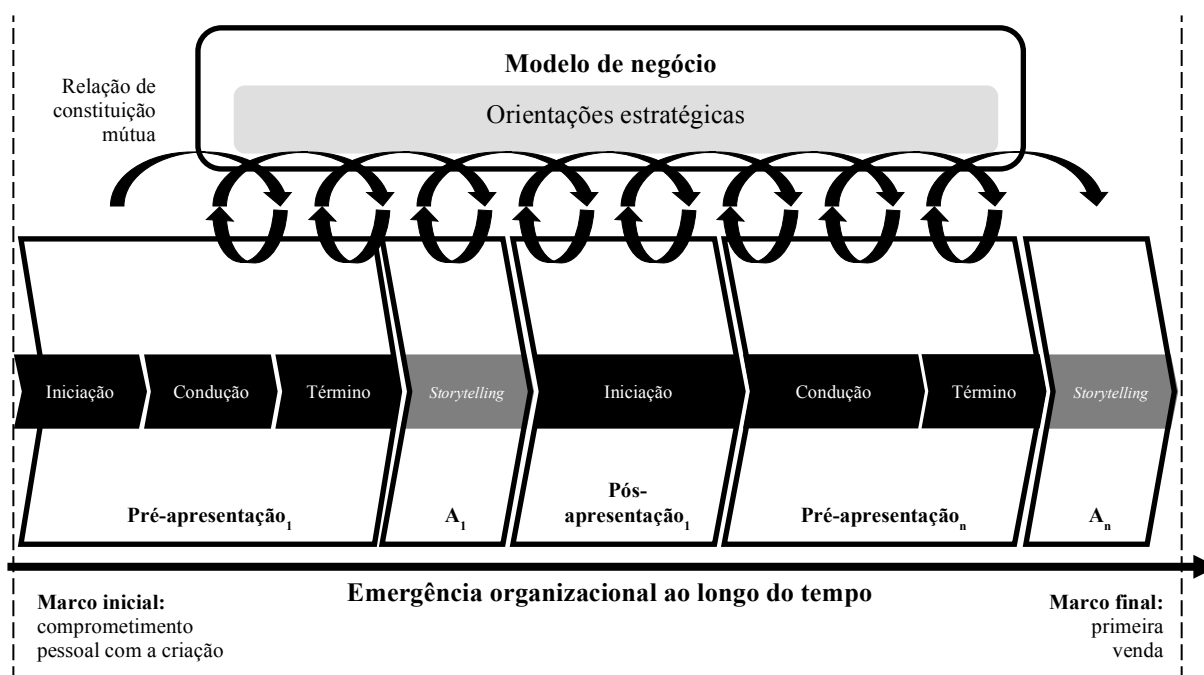 Modelo de negócio
Orientações estratégicas
Relação de
constituição
mútua
Iniciação
Condução
Término
Storytelling
Iniciação
Condução
Término
Storytelling
Pré-apresentação₁
A₁
Pós-
apresentação₁
Pré-apresentaçãoₙ
Aₙ
Emergência organizacional ao longo do tempo
Marco inicial:
comprometimento
pessoal com a criação
Marco final:
primeira
venda